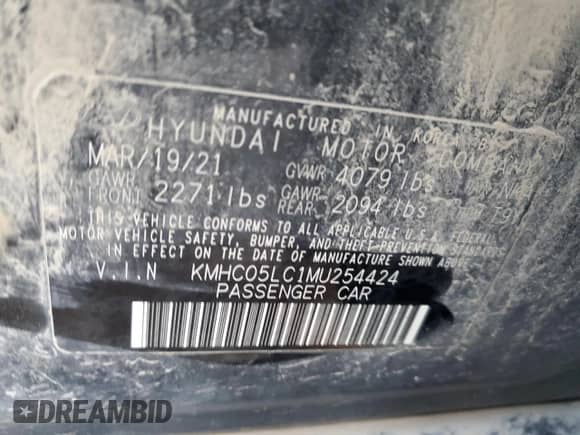 MANUFACTURED IN KOREA BY
HYUNDAI MOTOR COMPANY
MAR/19/21 GVWR 4079 lbs
GAWR FRONT 2271 lbs GAWR REAR 2094 lbs
THIS VEHICLE CONFORMS TO ALL APPLICABLE U.S.A FEDERAL
MOTOR VEHICLE SAFETY, BUMPER, AND THEFT-PREVENTION STANDARDS
IN EFFECT ON THE DATE OF MANUFACTURE SHOWN ABOVE
V.I.N KMHC05LC1MU254424
PASSENGER CAR
DREAMBID